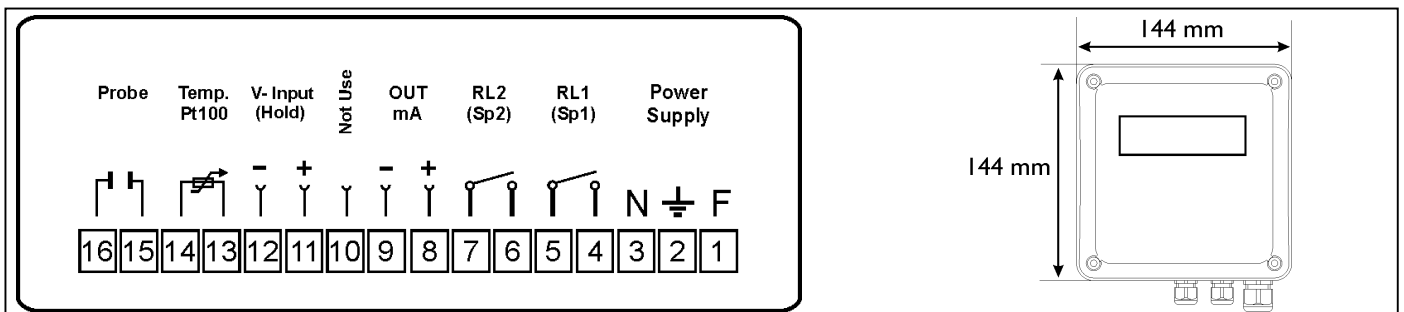 Probe
Temp.
Pt100
V- Input
(Hold)
Not Use
OUT
mA
RL2
(Sp2)
RL1
(Sp1)
Power
Supply
- + - +
N F
16 15 14 13 12 11 10 9 8 7 6 5 4 3 2 1
144 mm
144 mm